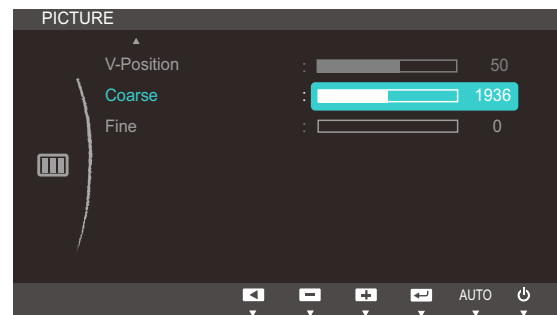 PICTURE
V-Position : 50
Coarse : 1936
Fine : 0
AUTO